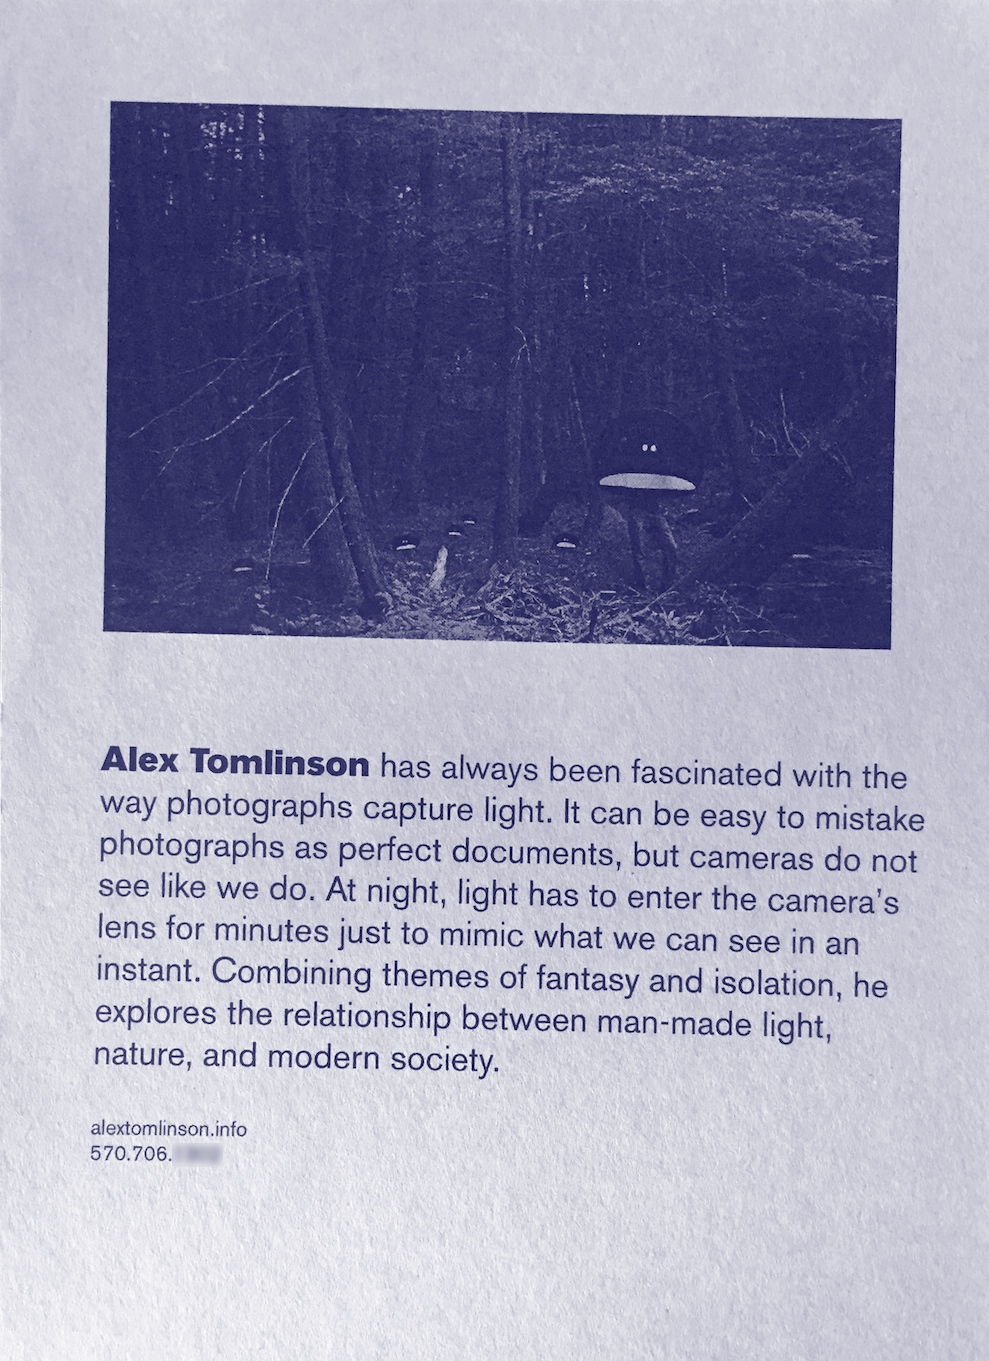 Alex Tomlinson has always been fascinated with the
way photographs capture light. It can be easy to mistake
photographs as perfect documents, but cameras do not
see like we do. At night, light has to enter the camera's
lens for minutes just to mimic what we can see in an
instant. Combining themes of fantasy and isolation, he
explores the relationship between man-made light,
nature, and modern society.
alextomlinson.info
570.706.